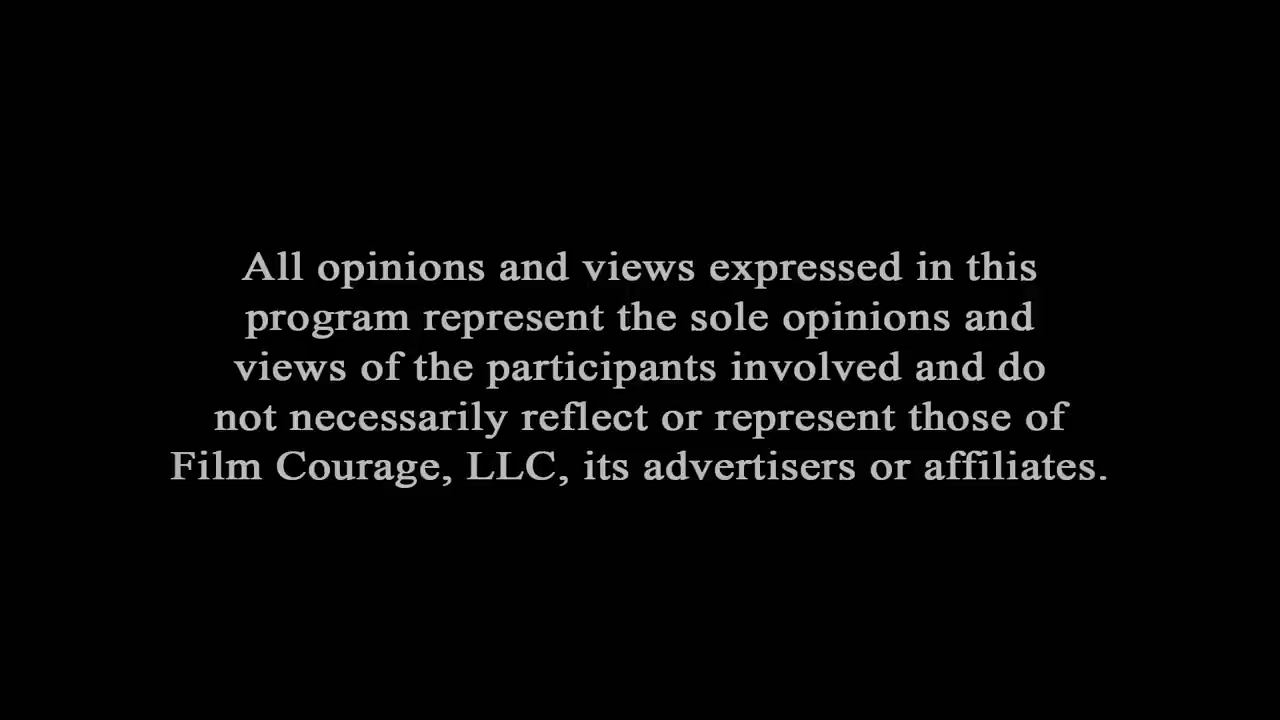 All opinions and views expressed in this
program represent the sole opinions and
views of the participants involved and do
not necessarily reflect or represent those of
Film Courage, LLC, its advertisers or affiliates.